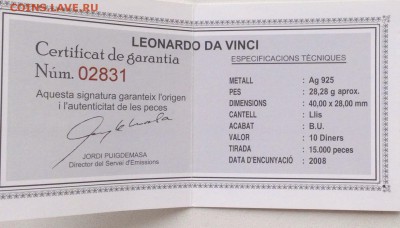 coins.lave.ru
Certificat de garantia
Núm. 02831
Aquesta signatura garanteix l'origen
i l'autenticitat de les peces
JORDI PUIGDEMASA
Director del Servei d'Emissions
LEONARDO DA VINCI
ESPECIFICACIONS TÈCNIQUES
METALL : Ag 925
PES : 28,28 g aprox.
DIMENSIONS : 40,00 x 28,00 mm
CANTELL : Llis
ACABAT : B.U.
VALOR : 10 Diners
TIRADA : 15.000 peces
DATA D'ENCUNYACIÓ : 2008